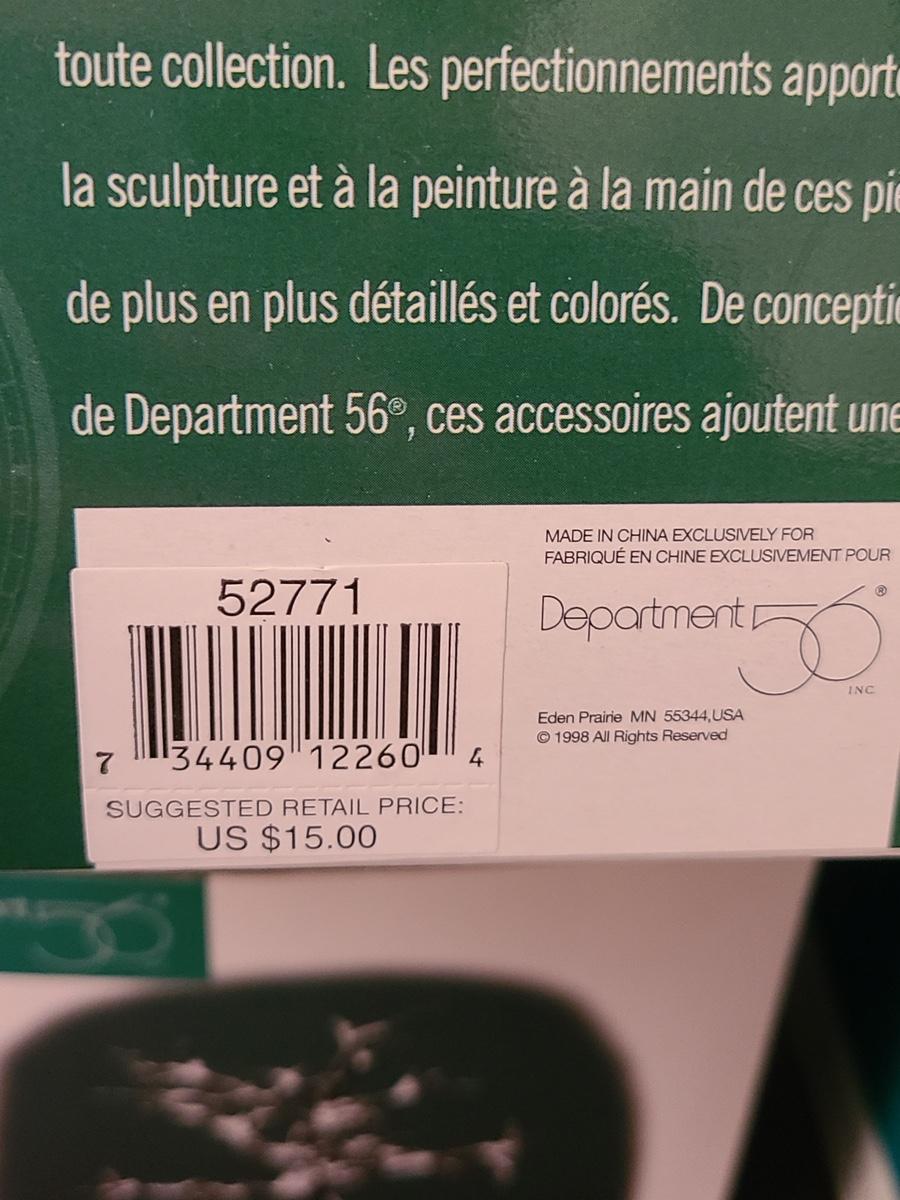 toute collection. Les perfectionnements
la sculpture et à la peinture à la main de ces
de plus en plus détaillés et colorés. De
de Department 56®, ces accessoires ajoutent une
MADE IN CHINA EXCLUSIVELY FOR
FABRIQUÉ EN CHINE EXCLUSIVEMENT POUR
Department 56®
INC.
Eden Prairie MN 55344,USA
© 1998 All Rights Reserved
52771
7 34409 12260 4
SUGGESTED RETAIL PRICE:
US $15.00
56